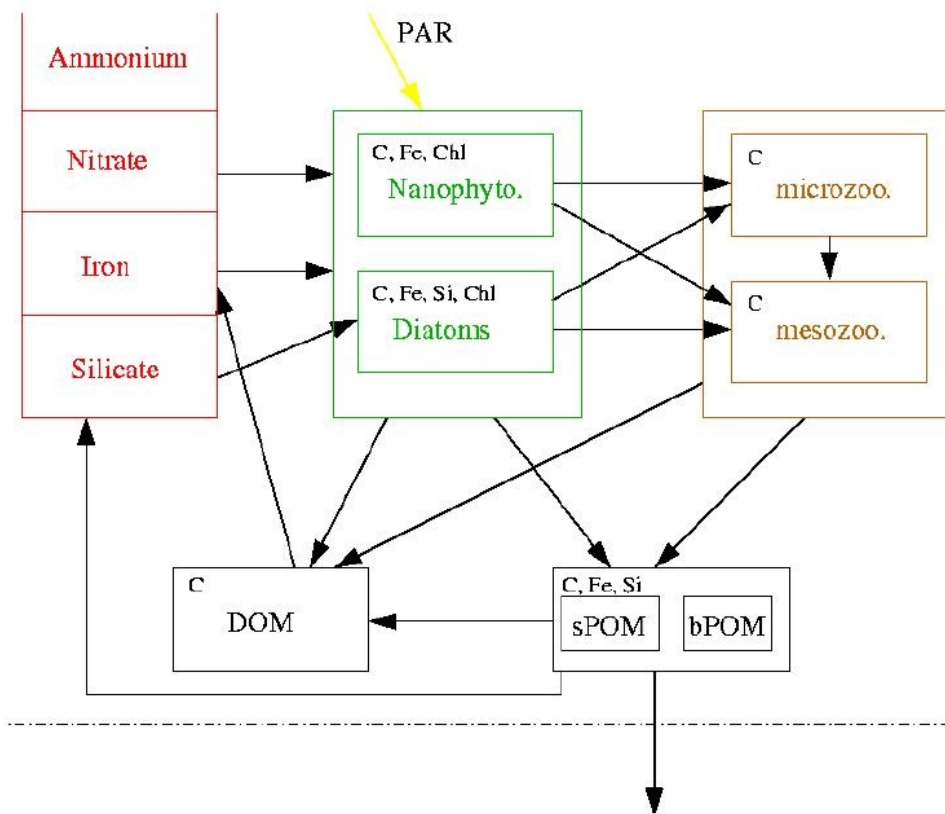 PAR
Ammonium
Nitrate
Iron
Silicate
C, Fe, Chl
Nanophyto.
C, Fe, Si, Chl
Diatoms
C
microzoo.
C
mesozoo.
C
DOM
C, Fe, Si
sPOM
bPOM